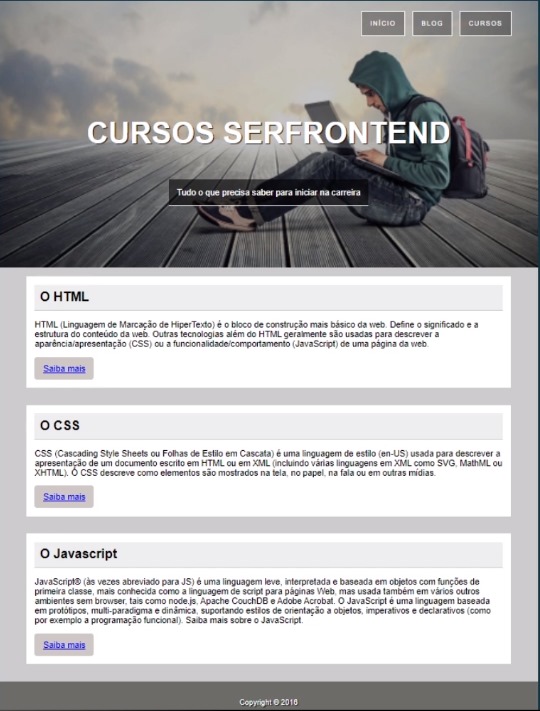 INÍCIO BLOG CURSOS
CURSOS SERFRONTEND
Tudo o que precisa saber para iniciar na carreira
O HTML
HTML (Linguagem de Marcação de HiperTexto) é o bloco de construção mais básico da web. Define o significado e a
estrutura do conteúdo da web. Outras tecnologias além do HTML geralmente são usadas para descrever a
aparência/apresentação (CSS) ou a funcionalidade/comportamento (JavaScript) de uma página da web.
Saiba mais
O CSS
CSS (Cascading Style Sheets ou Folhas de Estilo em Cascata) é uma linguagem de estilo (en-US) usada para descrever a
apresentação de um documento escrito em HTML ou em XML (incluindo várias linguagens em XML como SVG, MathML ou
XHTML). O CSS descreve como elementos são mostrados na tela, no papel, na fala ou em outras mídias.
Saiba mais
O Javascript
JavaScript® (às vezes abreviado para JS) é uma linguagem leve, interpretada e baseada em objetos com funções de
primeira classe, mais conhecida como a linguagem de script para páginas Web, mas usada também em vários outros
ambientes sem browser, tais como node.js, Apache CouchDB e Adobe Acrobat. O JavaScript é uma linguagem baseada
em protótipos, multi-paradigma e dinâmica, suportando estilos de orientação a objetos, imperativos e declarativos (como
por exemplo a programação funcional). Saiba mais sobre o JavaScript.
Saiba mais
Copyright © 2016